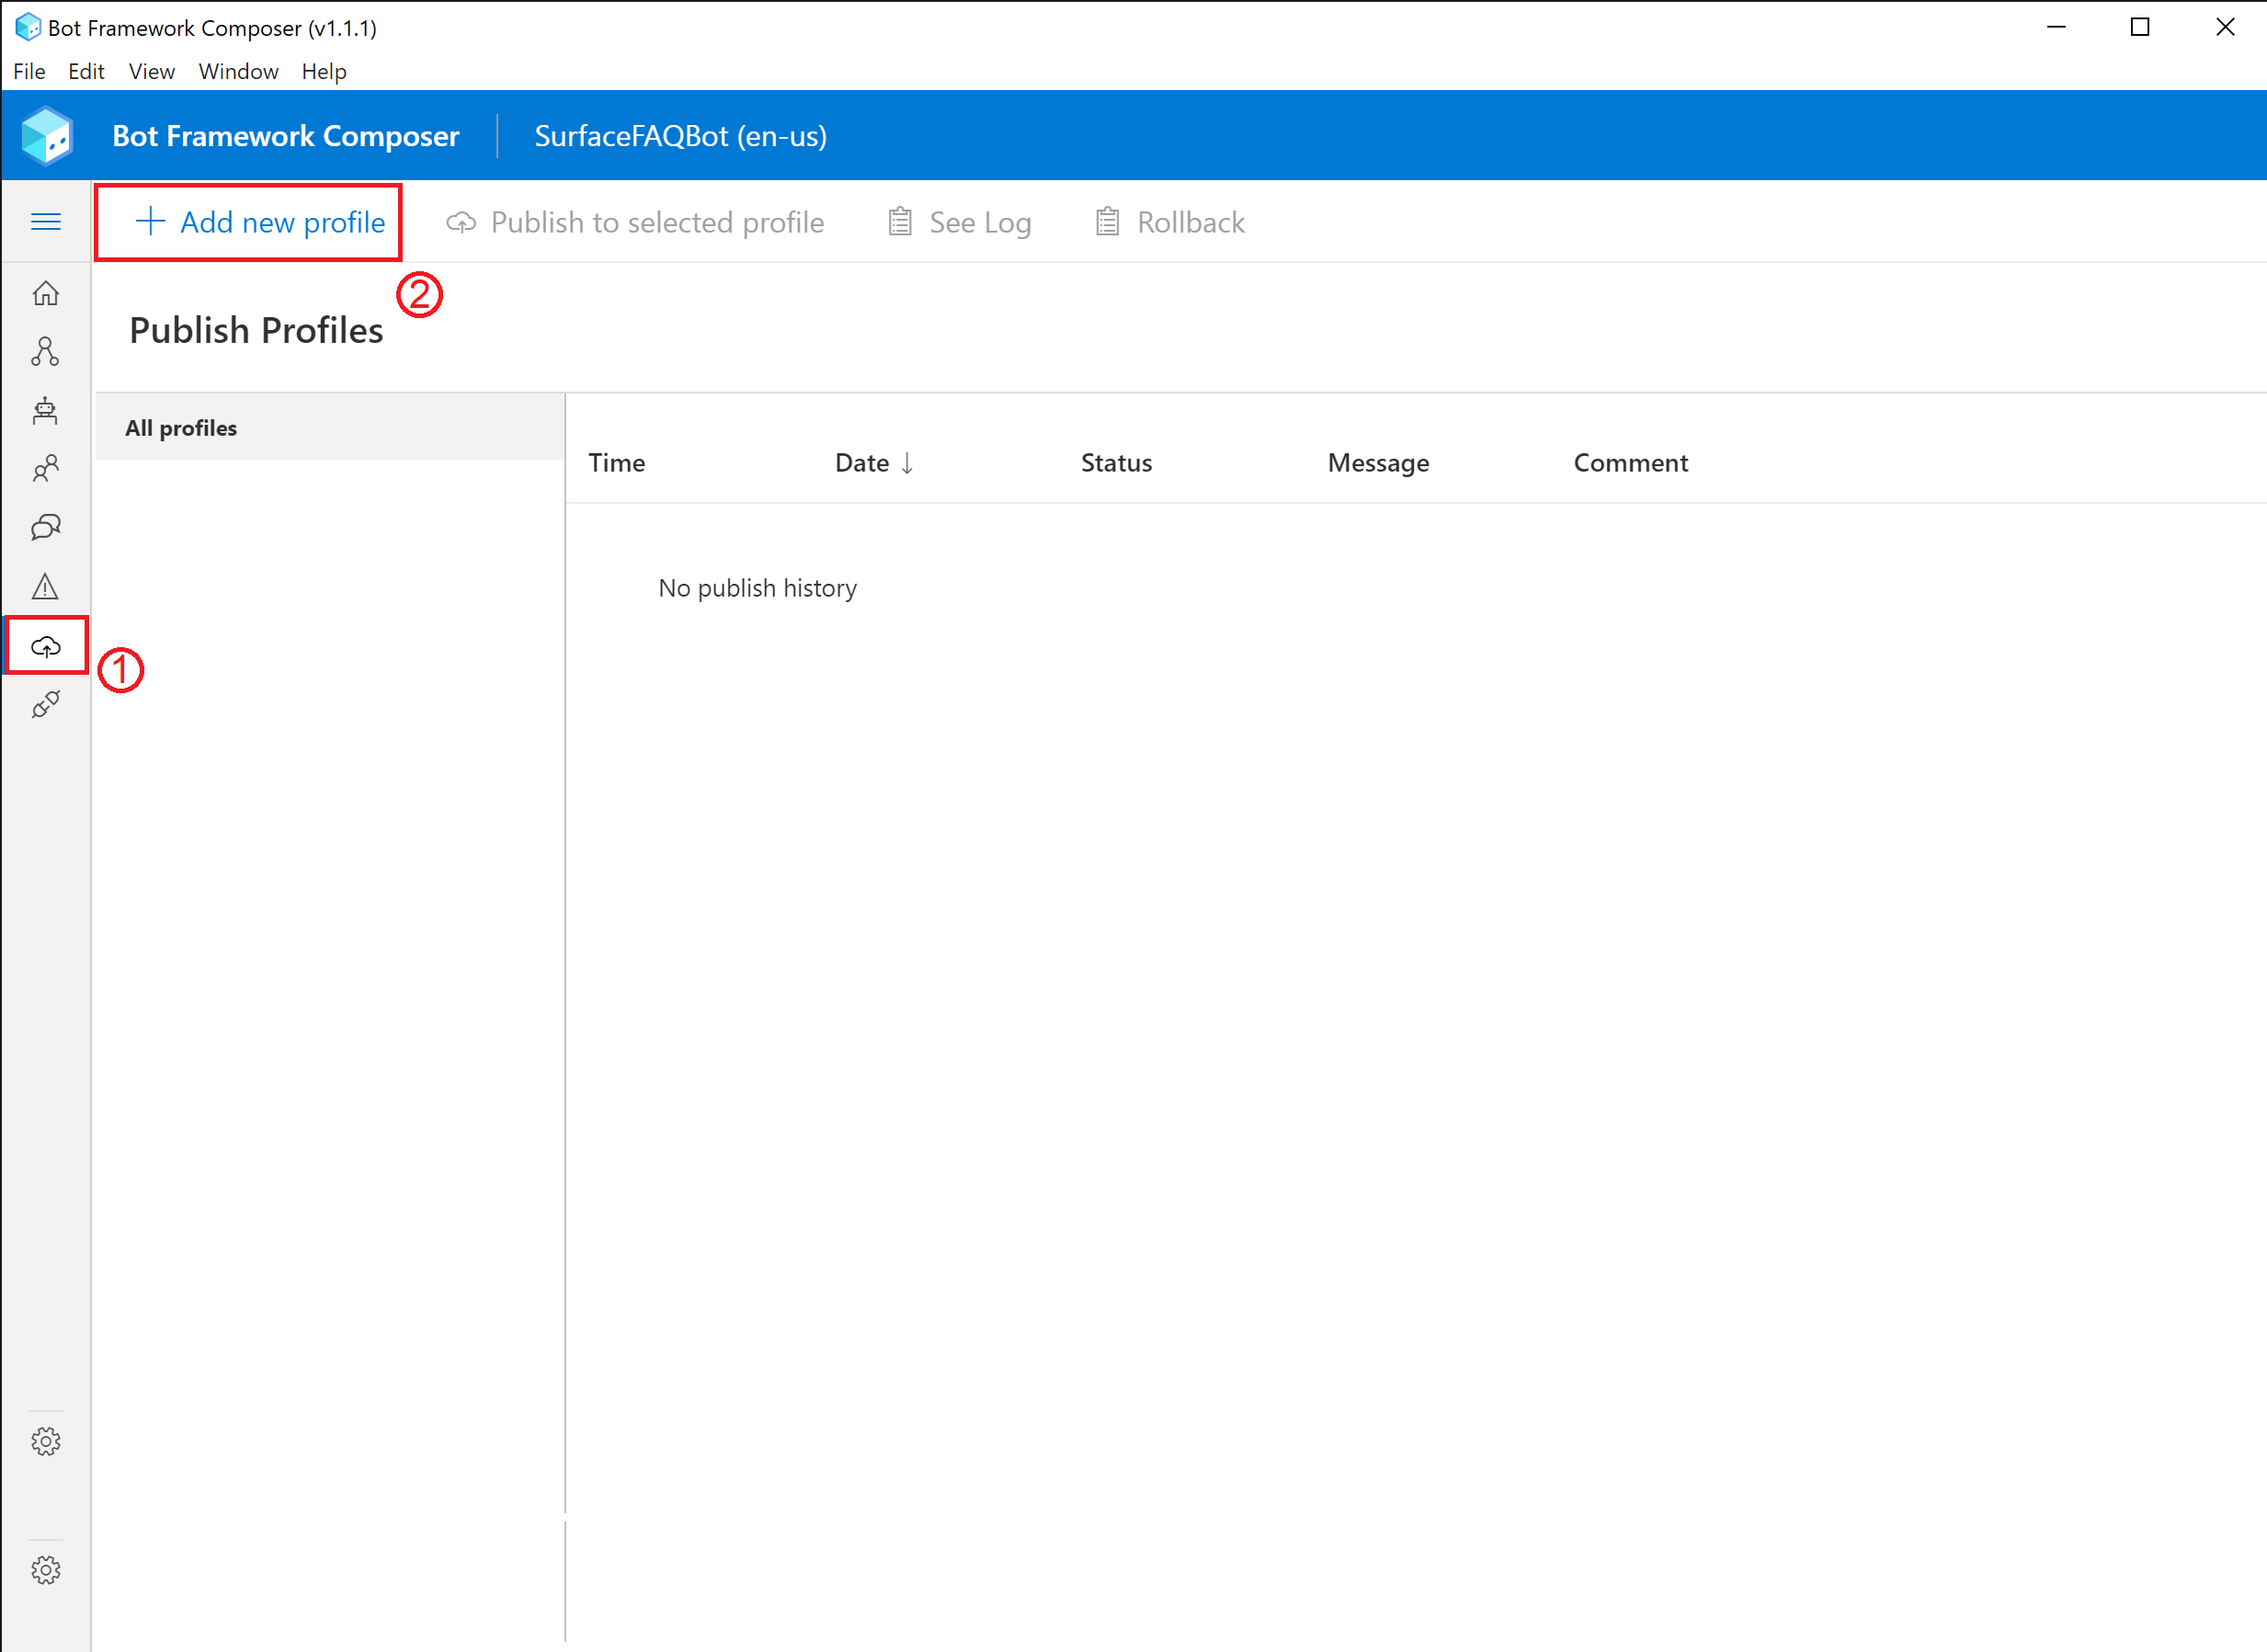 Bot Framework Composer (v1.1.1)
File Edit View Window Help
Bot Framework Composer SurfaceFAQBot (en-us)
Add new profile Publish to selected profile See Log Rollback
2
Publish Profiles
All profiles
Time Date ↓ Status Message Comment
No publish history
1